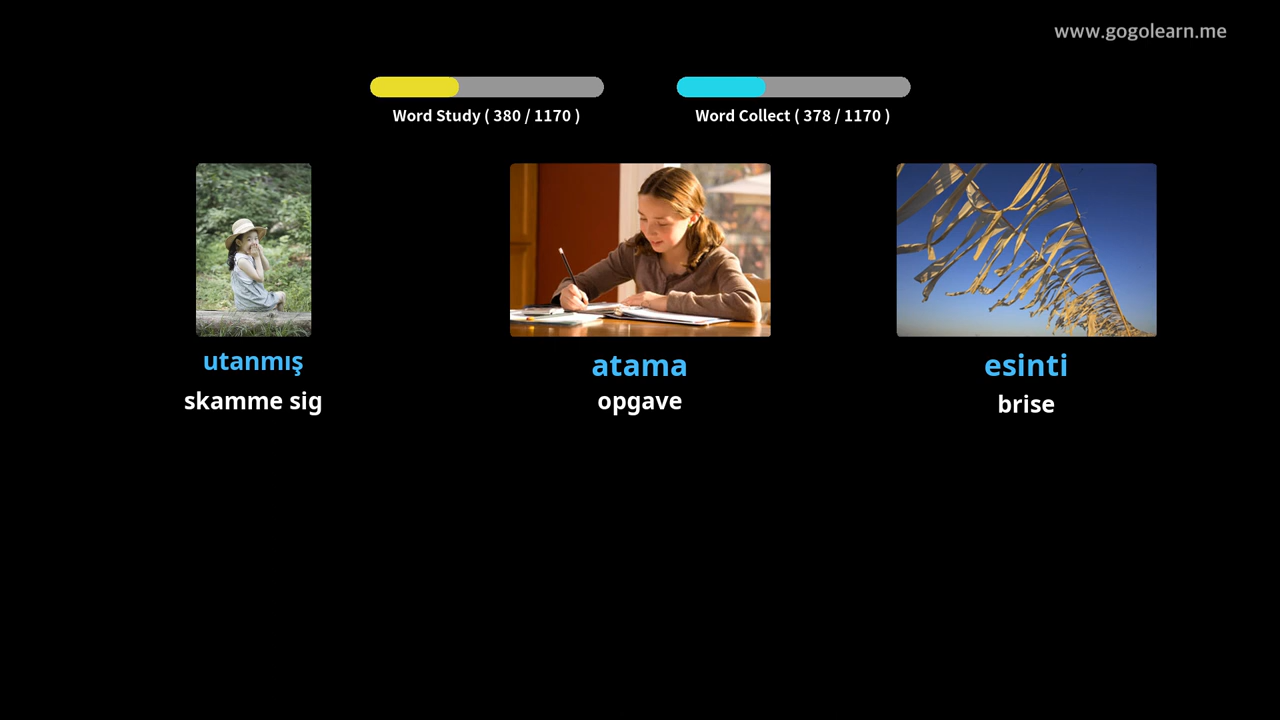 www.gogolearn.me
Word Study ( 380 / 1170 )
Word Collect ( 378 / 1170 )
utanmış
skamme sig
atama
opgave
esinti
brise